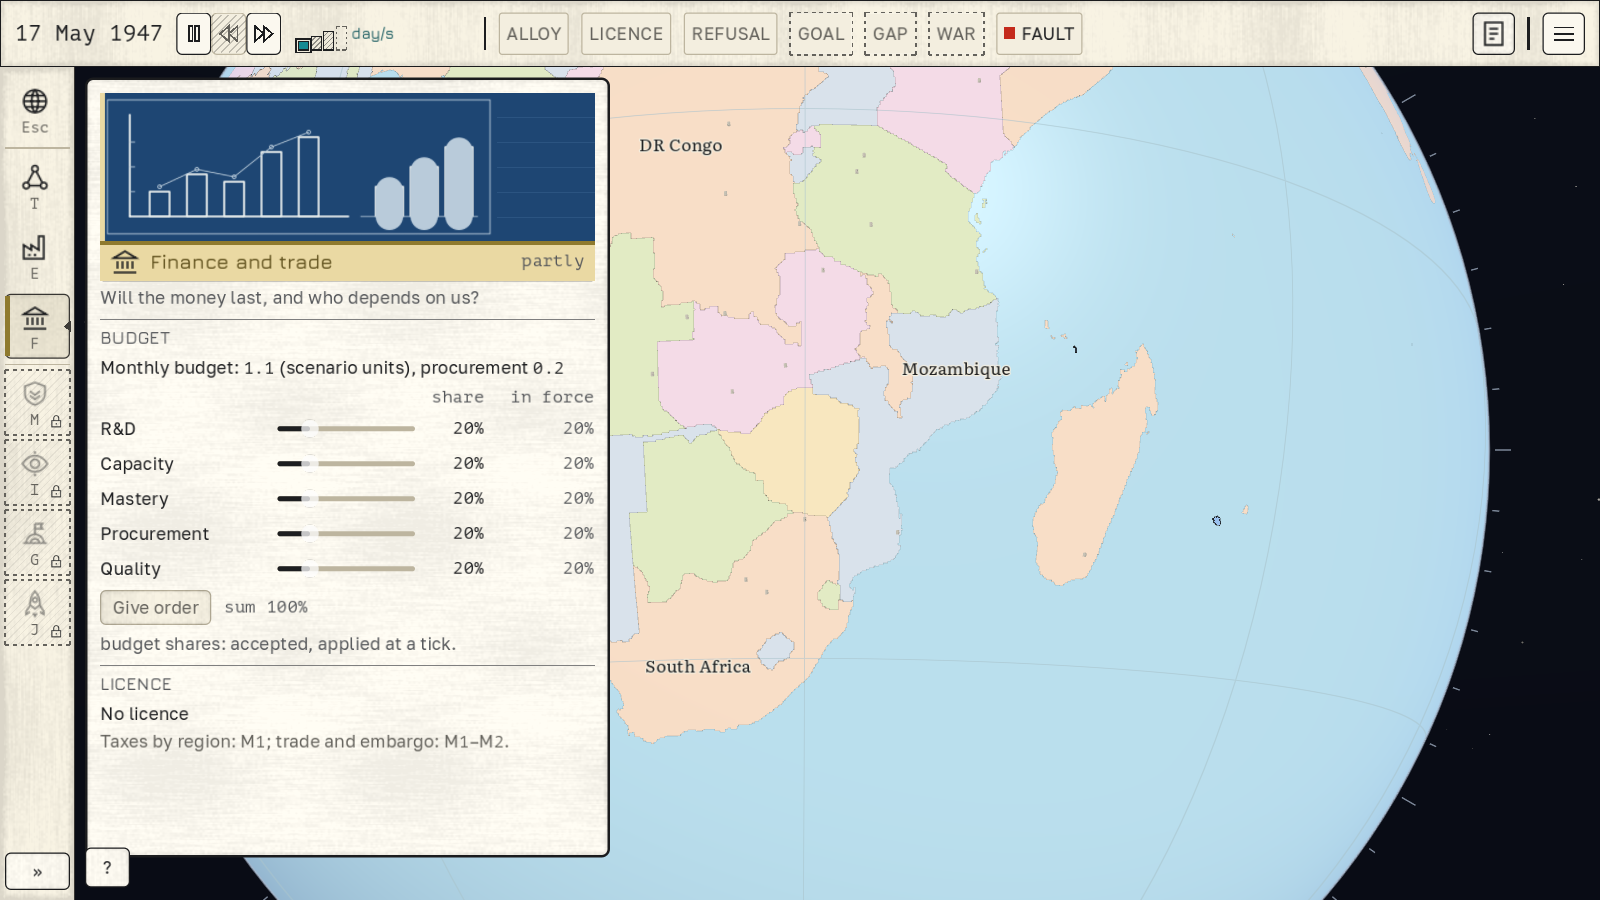 17 May 1947
day/s
ALLOY
LICENCE
REFUSAL
GOAL
GAP
WAR
FAULT
Esc
T
E
F
M
I
G
J
»
Finance and trade
partly
Will the money last, and who depends on us?
BUDGET
Monthly budget: 1.1 (scenario units), procurement 0.2
share in force
R&D 20% 20%
Capacity 20% 20%
Mastery 20% 20%
Procurement 20% 20%
Quality 20% 20%
Give order sum 100%
budget shares: accepted, applied at a tick.
LICENCE
No licence
Taxes by region: M1; trade and embargo: M1–M2.
?
DR Congo
Mozambique
South Africa